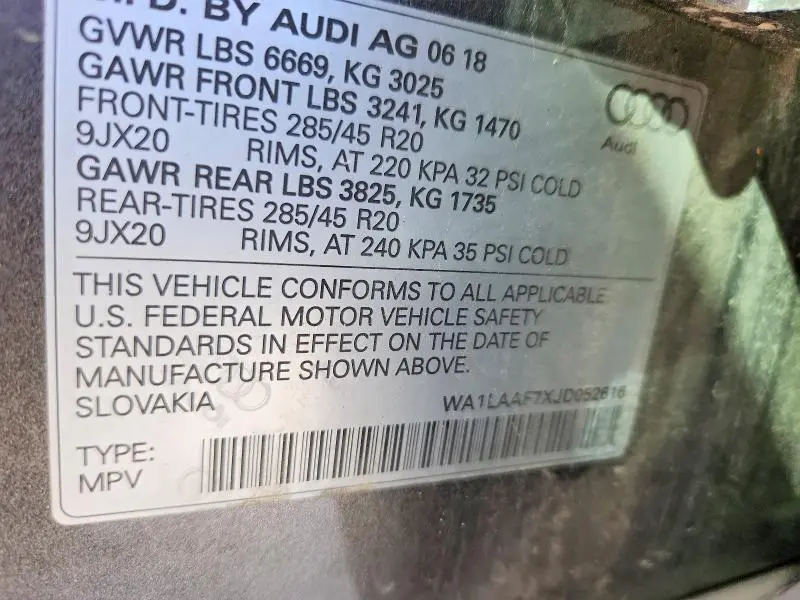 MFD. BY AUDI AG 06 18
GVWR LBS 6669, KG 3025
GAWR FRONT LBS 3241, KG 1470
FRONT-TIRES 285/45 R20
9JX20 RIMS, AT 220 KPA 32 PSI COLD
GAWR REAR LBS 3825, KG 1735
REAR-TIRES 285/45 R20
9JX20 RIMS, AT 240 KPA 35 PSI COLD
Audi
THIS VEHICLE CONFORMS TO ALL APPLICABLE
U.S. FEDERAL MOTOR VEHICLE SAFETY
STANDARDS IN EFFECT ON THE DATE OF
MANUFACTURE SHOWN ABOVE.
SLOVAKIA WA1LAAF7XJD052616
TYPE:
MPV